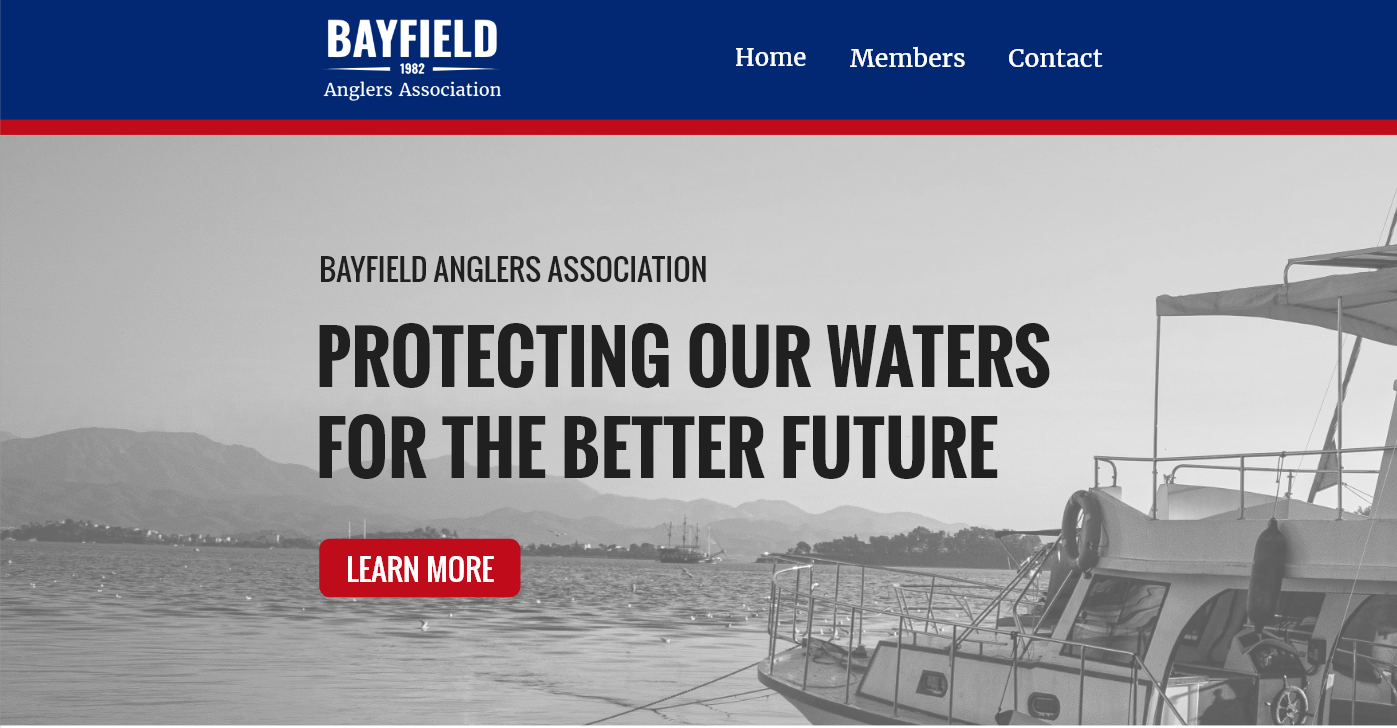 BAYFIELD
1982
Anglers Association
Home Members Contact
BAYFIELD ANGLERS ASSOCIATION
PROTECTING OUR WATERS
FOR THE BETTER FUTURE
LEARN MORE